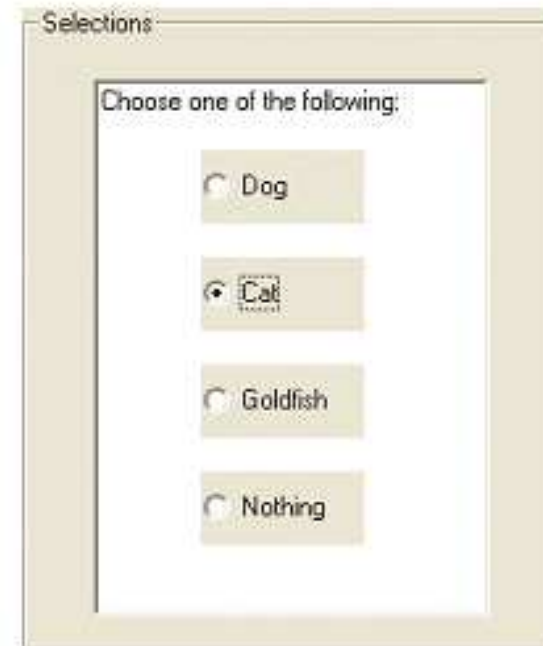 Selections
Choose one of the following:
Dog
Cat
Goldfish
Nothing